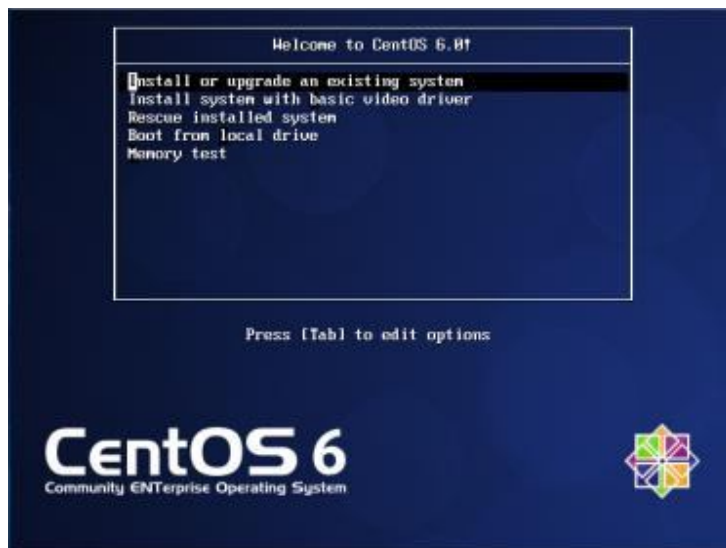 Welcome to CentOS 6.0!
Install or upgrade an existing system
Install system with basic video driver
Rescue installed system
Boot from local drive
Memory test
Press [Tab] to edit options
CentOS 6
Community ENTerprise Operating System